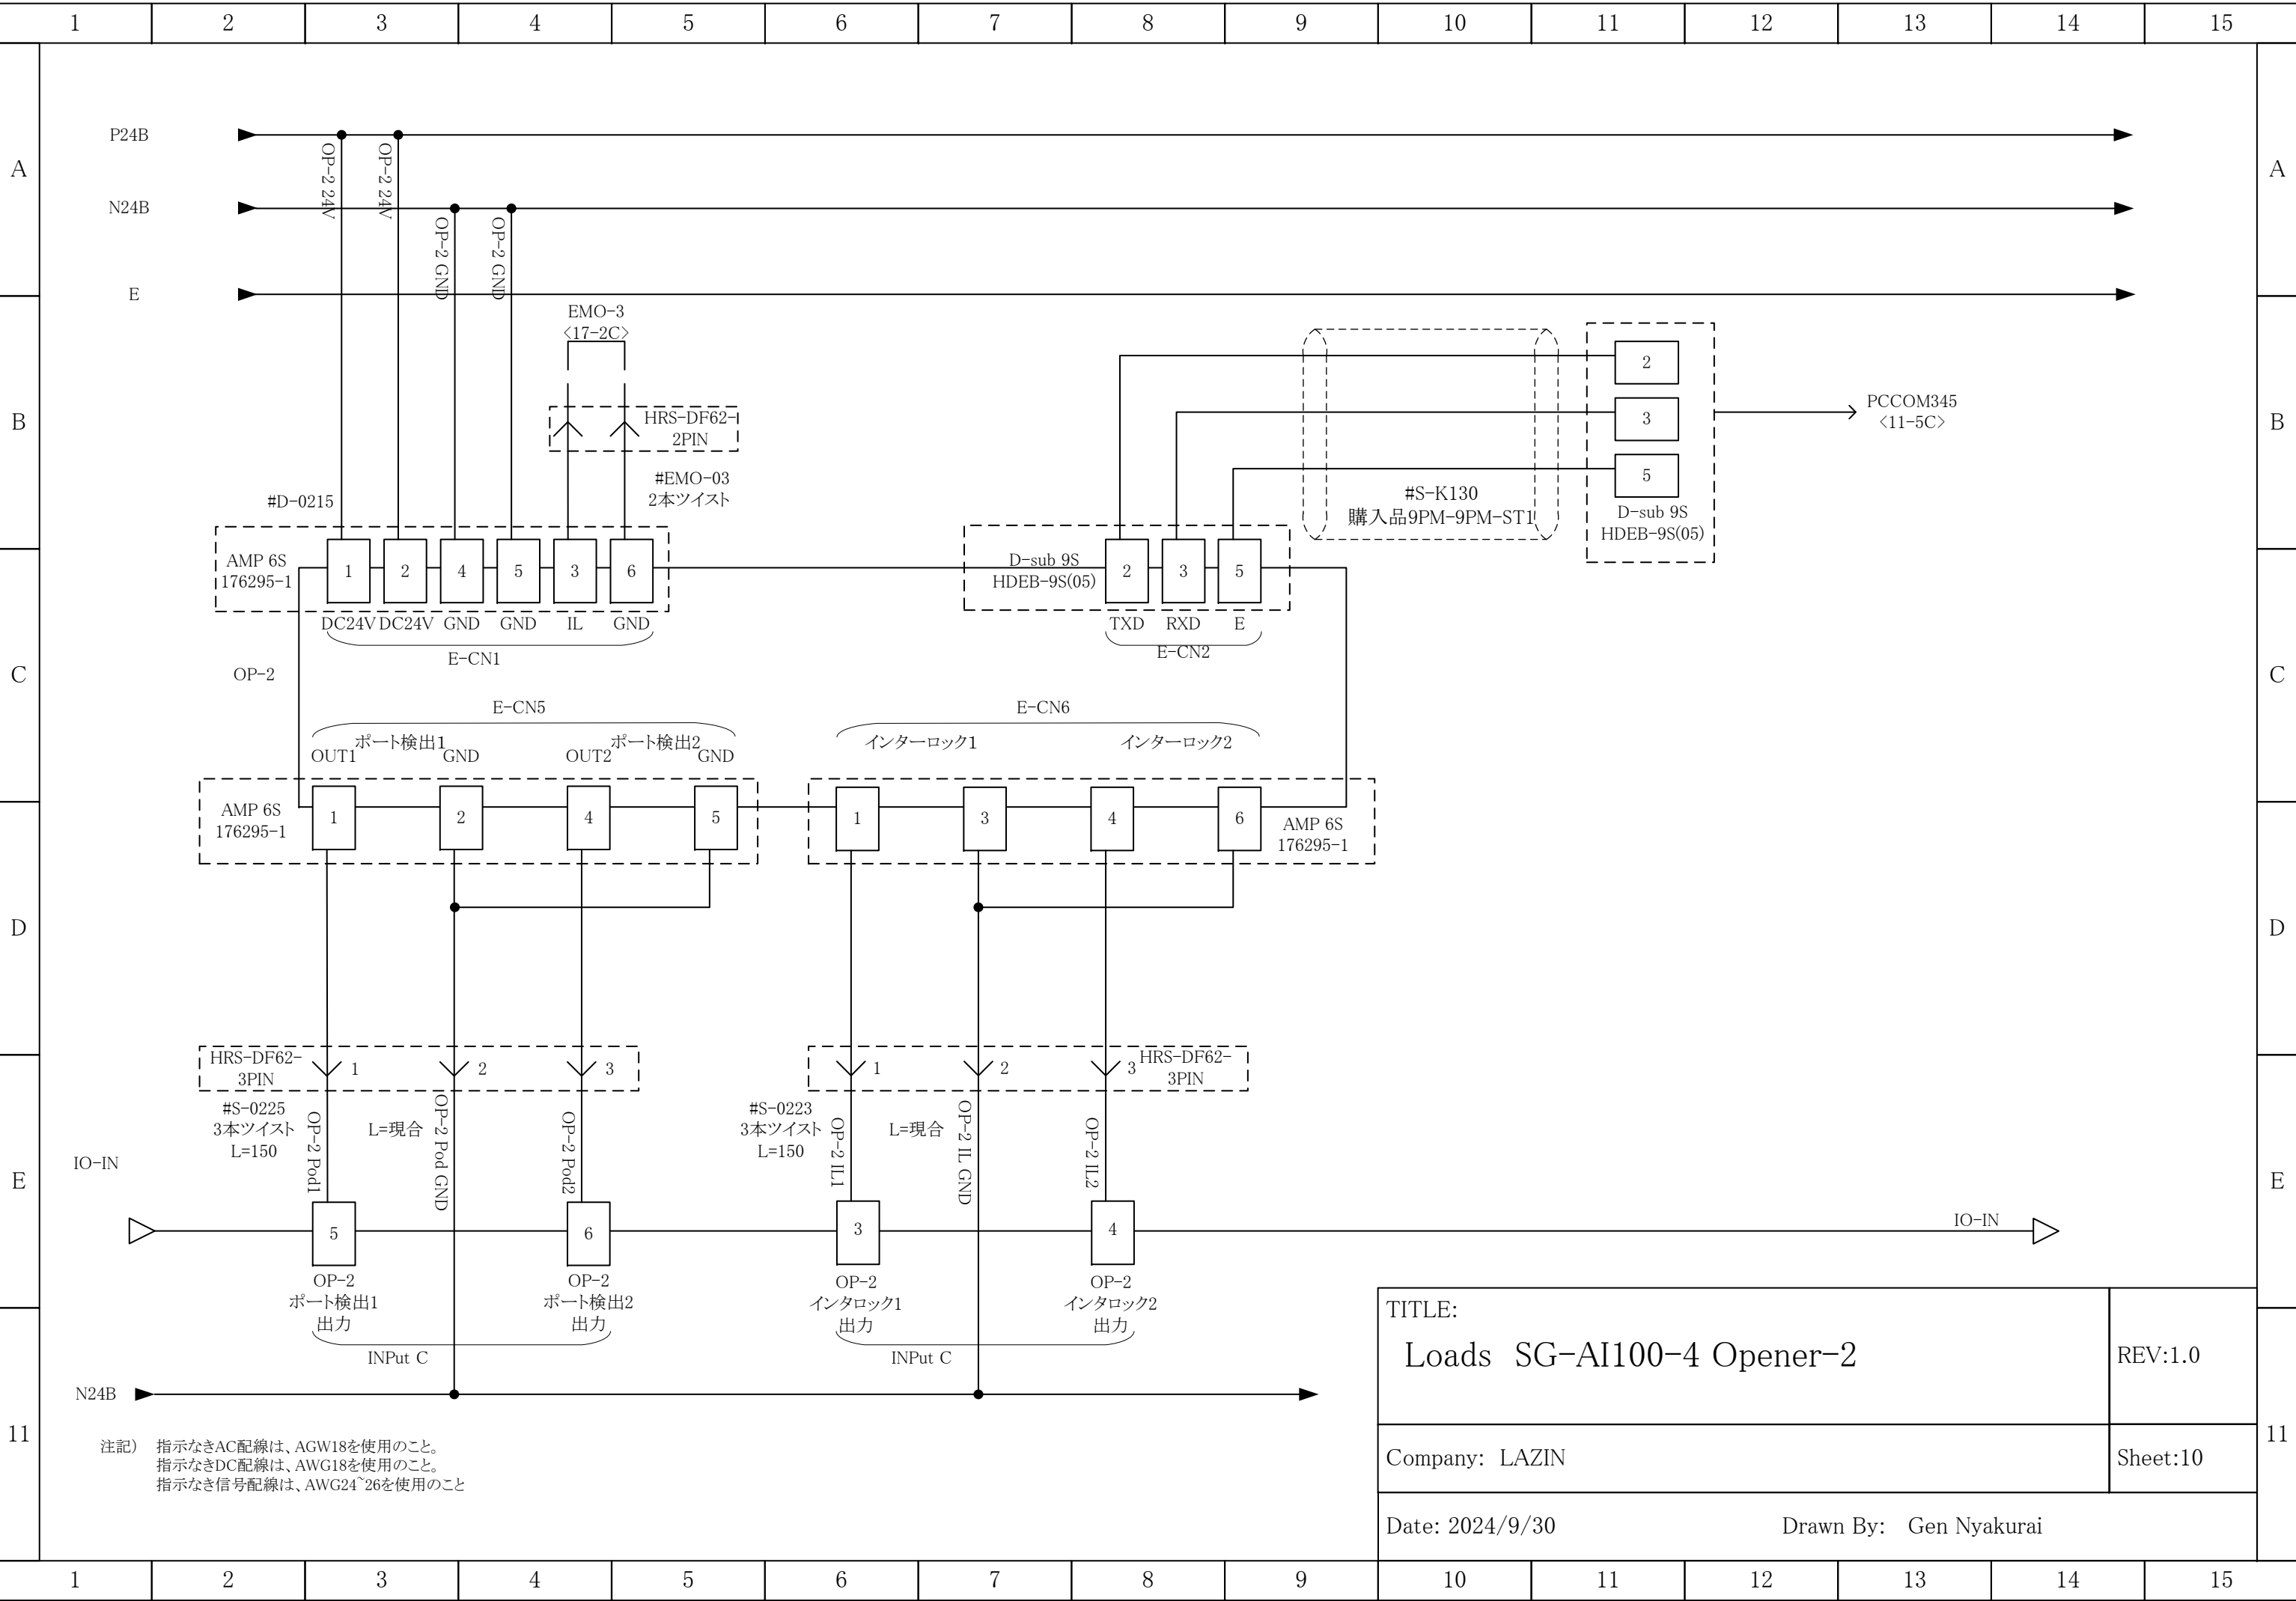 1 2 3 4 5 6 7 8 9 10 11 12 13 14 15
A
A
P24B
OP-2 24V
OP-2 24V
N24B
OP-2 GND
OP-2 GND
E
EMO-3
<17-2C>
B
B
HRS-DF62-
2PIN
#EMO-03
2本ツイスト
#D-0215
2
3
5
PCCOM345
<11-5C>
#S-K130
購入品9PM-9PM-ST1
D-sub 9S
HDEB-9S(05)
AMP 6S
176295-1
1 2 4 5 3 6
DC24V DC24V GND GND IL GND
E-CN1
D-sub 9S
HDEB-9S(05)
2 3 5
TXD RXD E
E-CN2
C
C
OP-2
E-CN5
ポート検出1
ポート検出2
OUT1 GND OUT2 GND
E-CN6
インターロック1
インターロック2
AMP 6S
176295-1
1 2 4 5
1 3 4 6
AMP 6S
176295-1
D
D
HRS-DF62-
3PIN
1 2 3
1 2 3
HRS-DF62-
3PIN
#S-0225
3本ツイスト
L=150
OP-2 Pod1
L=現合
OP-2 Pod GND
OP-2 Pod2
#S-0223
3本ツイスト
L=150
OP-2 IL1
L=現合
OP-2 IL GND
OP-2 IL2
E
E
IO-IN
IO-IN
5
6
3
4
OP-2
ポート検出1
出力
OP-2
ポート検出2
出力
INPut C
OP-2
インタロック1
出力
OP-2
インタロック2
出力
INPut C
N24B
11
11
注記) 指示なきAC配線は、AGW18を使用のこと。
指示なきDC配線は、AWG18を使用のこと。
指示なき信号配線は、AWG24~26を使用のこと
TITLE:
Loads SG-AI100-4 Opener-2
REV:1.0
Company: LAZIN
Sheet:10
Date: 2024/9/30
Drawn By: Gen Nyakurai
1 2 3 4 5 6 7 8 9 10 11 12 13 14 15